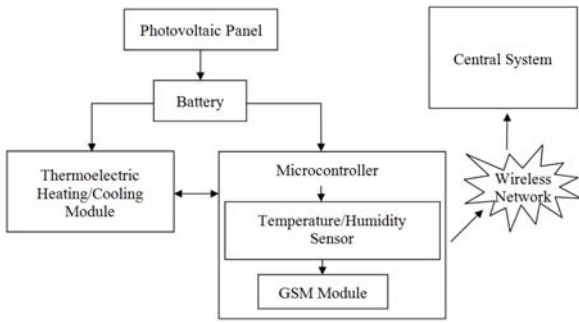 Photovoltaic Panel
Central System
Battery
Thermoelectric
Heating/Cooling
Module
Microcontroller
Temperature/Humidity
Sensor
GSM Module
Wireless
Network